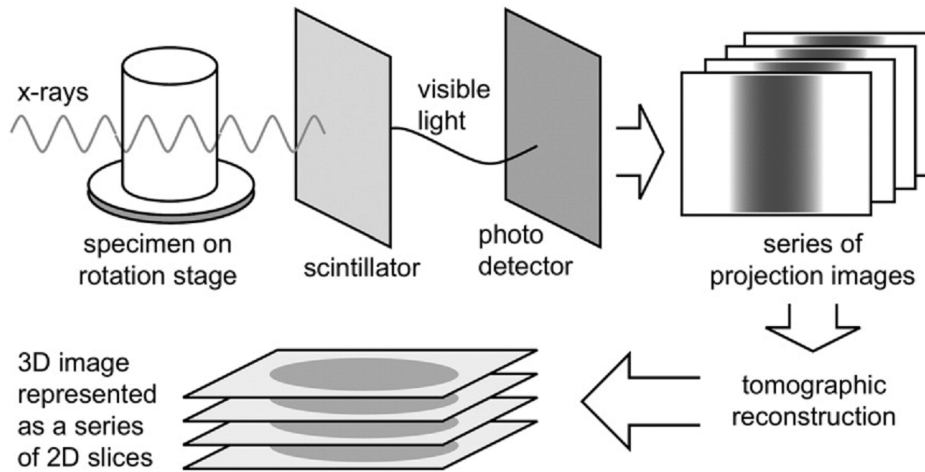 x-rays
specimen on
rotation stage
scintillator
visible
light
photo
detector
series of
projection images
tomographic
reconstruction
3D image
represented
as a series
of 2D slices